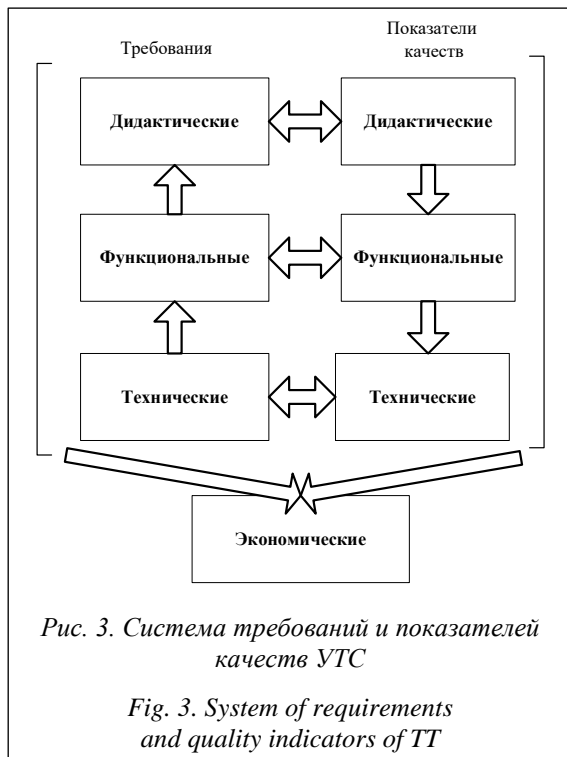 Требования
Показатели
качеств
Дидактические
Дидактические
Функциональные
Функциональные
Технические
Технические
Экономические
Рис. 3. Система требований и показателей
качеств УТС
Fig. 3. System of requirements
and quality indicators of TT